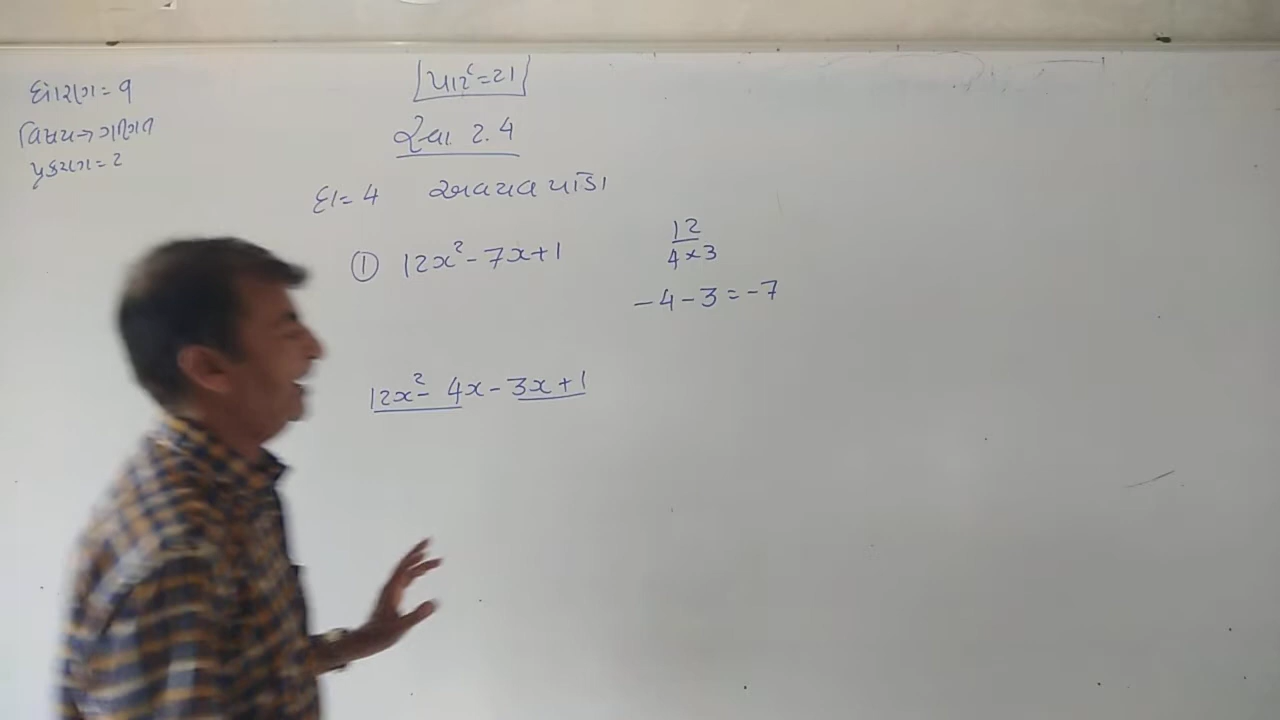 ધોરણ = 9
વિષય → ગણિત
પ્રકરણ = 2
પાર્ટ = 21
સ્વા. 2.4
દા = 4 અવયવ પાડો
① 12x² - 7x + 1
12
4 × 3
- 4 - 3 = - 7
12x² - 4x - 3x + 1